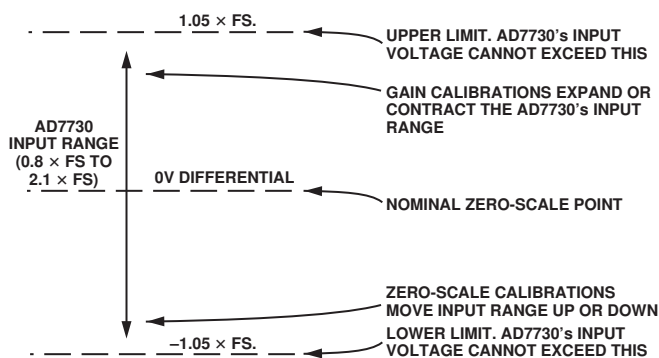 1.05 × FS.
UPPER LIMIT. AD7730's INPUT
VOLTAGE CANNOT EXCEED THIS
GAIN CALIBRATIONS EXPAND OR
CONTRACT THE AD7730's INPUT
RANGE
AD7730
INPUT RANGE
(0.8 × FS TO
2.1 × FS)
0V DIFFERENTIAL
NOMINAL ZERO-SCALE POINT
ZERO-SCALE CALIBRATIONS
MOVE INPUT RANGE UP OR DOWN
–1.05 × FS.
LOWER LIMIT. AD7730's INPUT
VOLTAGE CANNOT EXCEED THIS